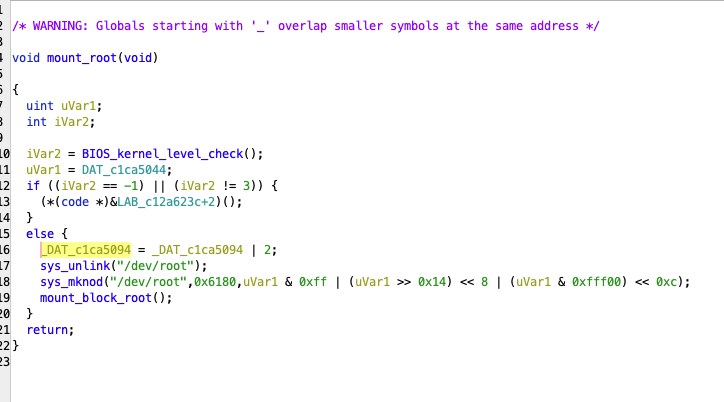 1
2 /* WARNING: Globals starting with '_' overlap smaller symbols at the same address */
3
4 void mount_root(void)
5
6 {
7 uint uVar1;
8 int iVar2;
9
10 iVar2 = BIOS_kernel_level_check();
11 uVar1 = DAT_c1ca5044;
12 if ((iVar2 == -1) || (iVar2 != 3)) {
13 (*(code *)&LAB_c12a623c+2)();
14 }
15 else {
16 _DAT_c1ca5094 = _DAT_c1ca5094 | 2;
17 sys_unlink("/dev/root");
18 sys_mknod("/dev/root",0x6180,uVar1 & 0xff | (uVar1 >> 0x14) << 8 | (uVar1 & 0xfff00) << 0xc);
19 mount_block_root();
20 }
21 return;
22 }
23